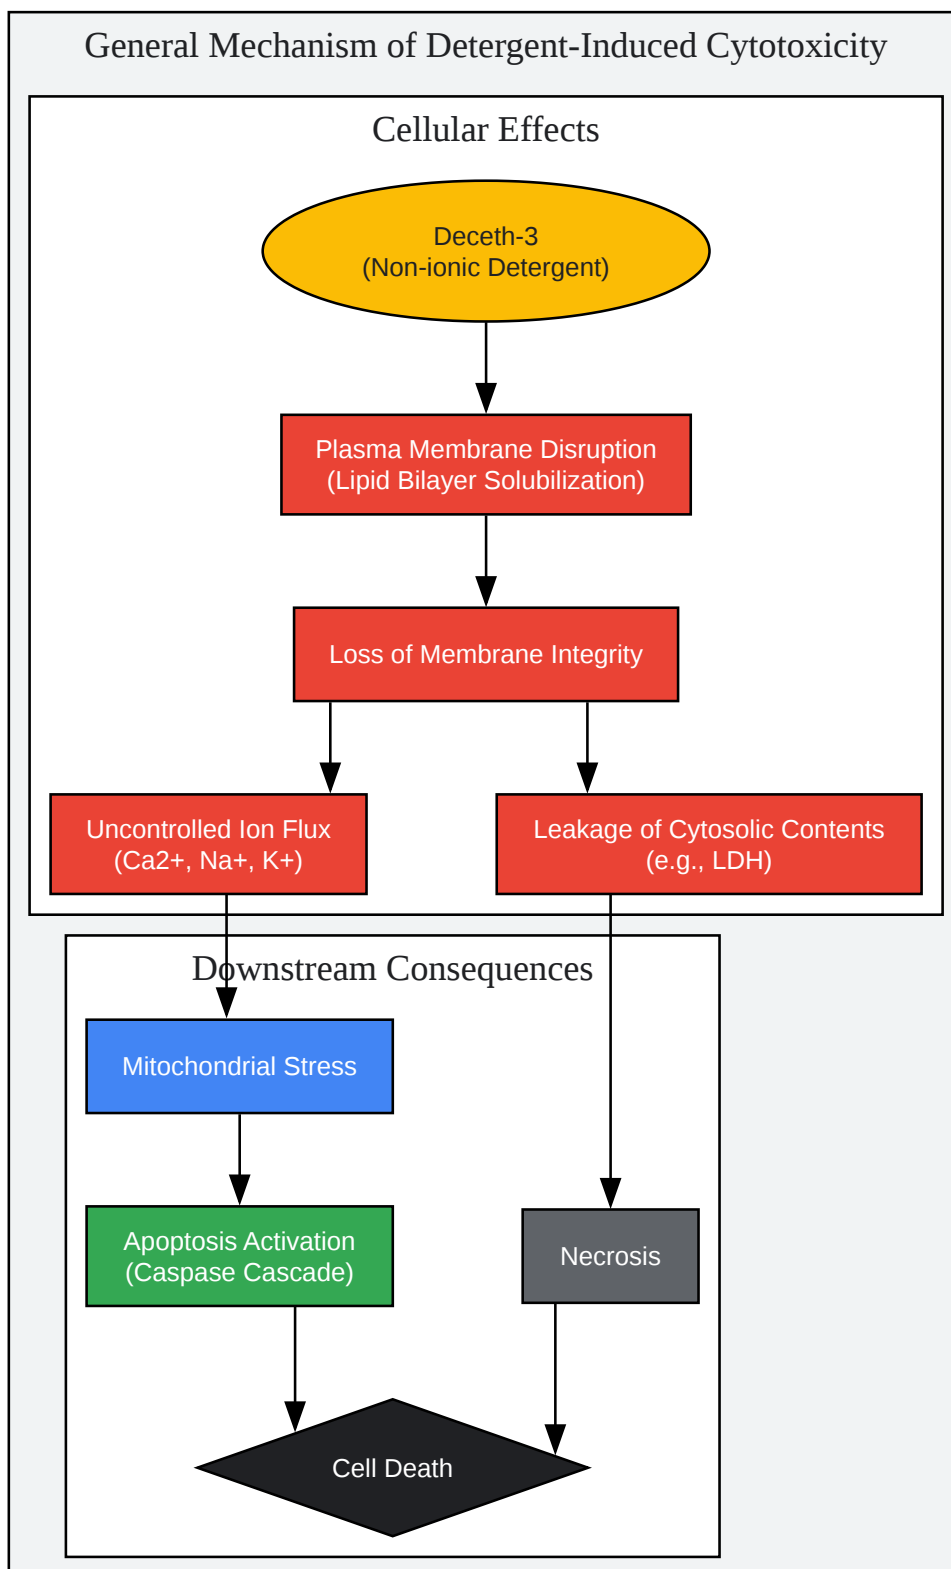 General Mechanism of Detergent-Induced Cytotoxicity
Cellular Effects
Deceth-3
(Non-ionic Detergent)
Plasma Membrane Disruption
(Lipid Bilayer Solubilization)
Loss of Membrane Integrity
Uncontrolled Ion Flux
(Ca2+, Na+, K+)
Leakage of Cytosolic Contents
(e.g., LDH)
Downstream Consequences
Mitochondrial Stress
Apoptosis Activation
(Caspase Cascade)
Necrosis
Cell Death